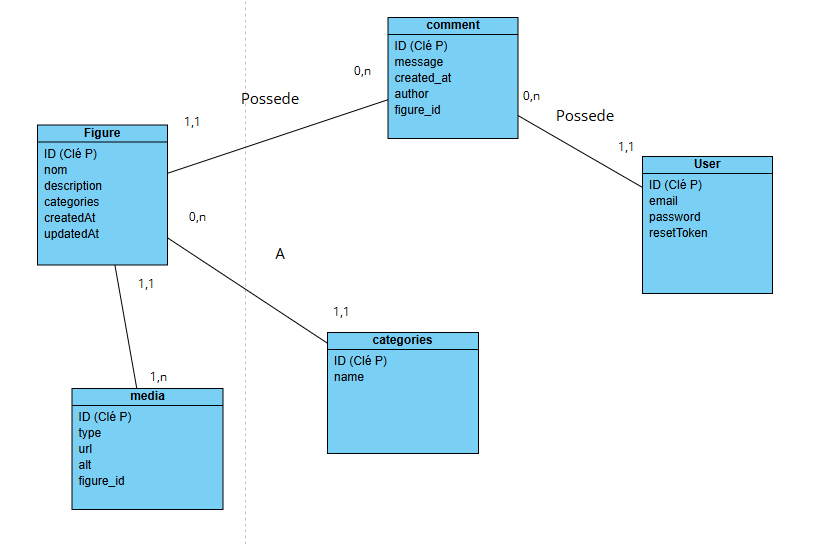 comment
ID (Clé P)
message
created_at
author
figure_id
0,n
0,n
Possede
Possede
1,1
1,1
Figure
ID (Clé P)
nom
description
categories
createdAt
updatedAt
User
ID (Clé P)
email
password
resetToken
0,n
A
1,1
1,1
categories
ID (Clé P)
name
1,n
media
ID (Clé P)
type
url
alt
figure_id